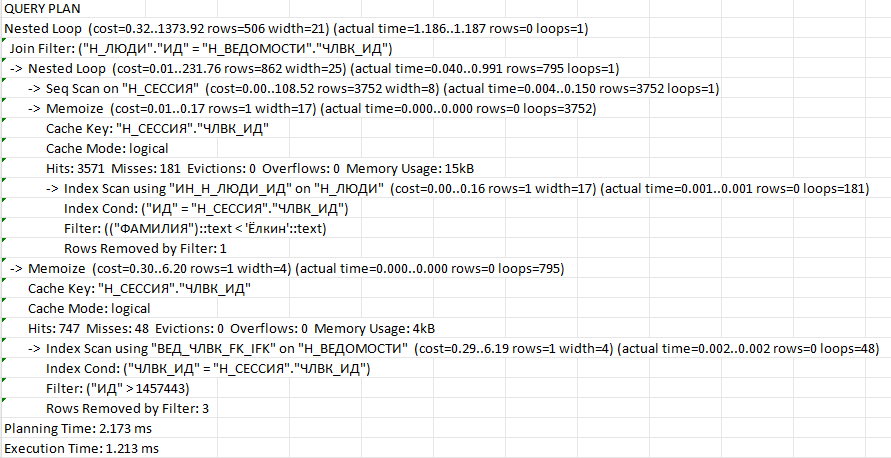 QUERY PLAN
Nested Loop (cost=0.32..1373.92 rows=506 width=21) (actual time=1.186..1.187 rows=0 loops=1)
Join Filter: ("Н_ЛЮДИ"."ИД" = "Н_ВЕДОМОСТИ"."ЧЛВК_ИД")
-> Nested Loop (cost=0.01..231.76 rows=862 width=25) (actual time=0.040..0.991 rows=795 loops=1)
-> Seq Scan on "Н_СЕССИЯ" (cost=0.00..108.52 rows=3752 width=8) (actual time=0.004..0.150 rows=3752 loops=1)
-> Memoize (cost=0.01..0.17 rows=1 width=17) (actual time=0.000..0.000 rows=0 loops=3752)
Cache Key: "Н_СЕССИЯ"."ЧЛВК_ИД"
Cache Mode: logical
Hits: 3571 Misses: 181 Evictions: 0 Overflows: 0 Memory Usage: 15kB
-> Index Scan using "ИН_Н_ЛЮДИ_ИД" on "Н_ЛЮДИ" (cost=0.00..0.16 rows=1 width=17) (actual time=0.001..0.001 rows=0 loops=181)
Index Cond: ("ИД" = "Н_СЕССИЯ"."ЧЛВК_ИД")
Filter: (("ФАМИЛИЯ")::text < 'Ёлкин'::text)
Rows Removed by Filter: 1
-> Memoize (cost=0.30..6.20 rows=1 width=4) (actual time=0.000..0.000 rows=0 loops=795)
Cache Key: "Н_СЕССИЯ"."ЧЛВК_ИД"
Cache Mode: logical
Hits: 747 Misses: 48 Evictions: 0 Overflows: 0 Memory Usage: 4kB
-> Index Scan using "ВЕД_ЧЛВК_FK_IFK" on "Н_ВЕДОМОСТИ" (cost=0.29..6.19 rows=1 width=4) (actual time=0.002..0.002 rows=0 loops=48)
Index Cond: ("ЧЛВК_ИД" = "Н_СЕССИЯ"."ЧЛВК_ИД")
Filter: ("ИД" > 1457443)
Rows Removed by Filter: 3
Planning Time: 2.173 ms
Execution Time: 1.213 ms